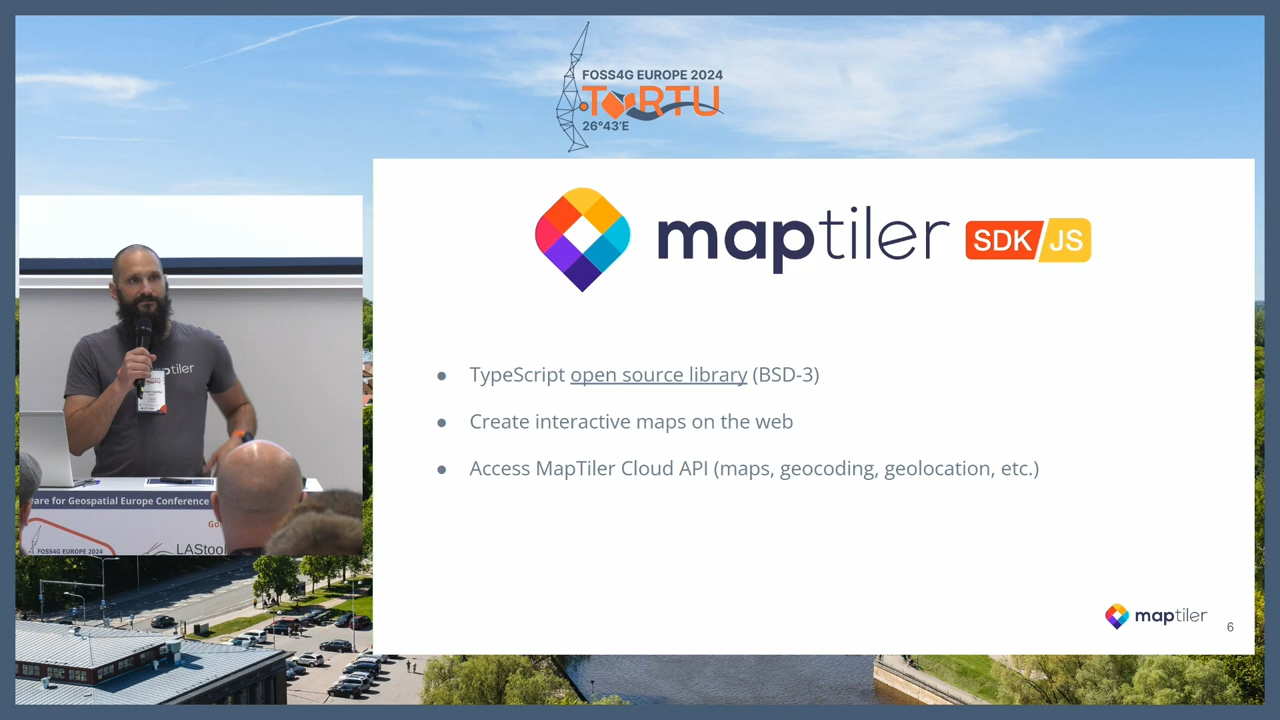 FOSS4G EUROPE 2024
TORTU
26°43'E
maptiler SDK/JS
● TypeScript open source library (BSD-3)
● Create interactive maps on the web
● Access MapTiler Cloud API (maps, geocoding, geolocation, etc.)
maptiler
6
ptiler
are for Geospatial Europe Conference
FOSS4G EUROPE 2024
LAStoo